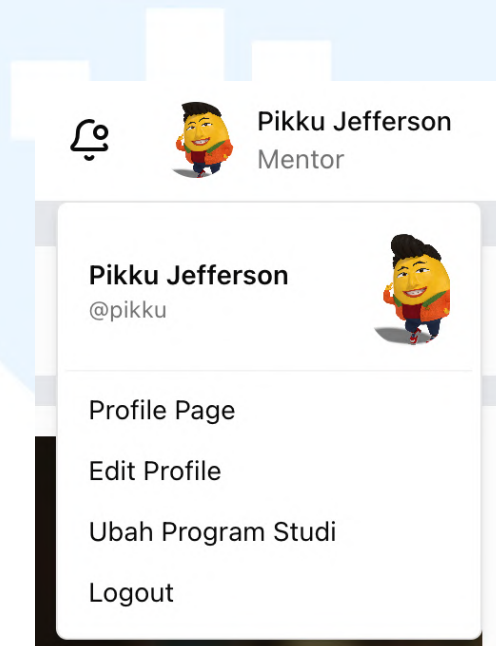 Pikku Jefferson
Mentor
Pikku Jefferson
@pikku
Profile Page
Edit Profile
Ubah Program Studi
Logout